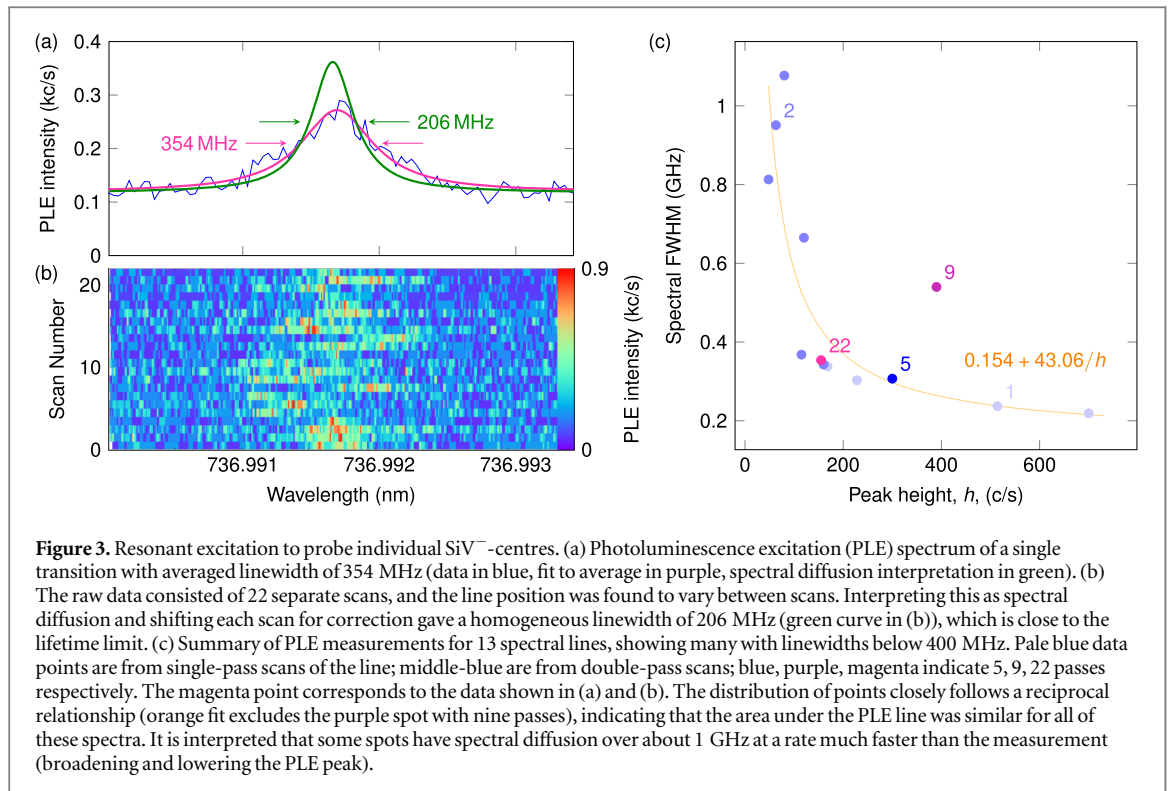 (a)
0.4
0.3
0.2
0.1
0
PLE intensity (kc/s)
206 MHz
354 MHz
(b)
20
10
0
Scan Number
0.9
0
PLE intensity (kc/s)
736.991
736.992
736.993
Wavelength (nm)
(c)
1
0.8
0.6
0.4
0.2
Spectral FWHM (GHz)
2
9
22
5
1
0.154 + 43.06/h
0
200
400
600
Peak height, h, (c/s)
Figure 3. Resonant excitation to probe individual SiV⁻-centres. (a) Photoluminescence excitation (PLE) spectrum of a single
transition with averaged linewidth of 354 MHz (data in blue, fit to average in purple, spectral diffusion interpretation in green). (b)
The raw data consisted of 22 separate scans, and the line position was found to vary between scans. Interpreting this as spectral
diffusion and shifting each scan for correction gave a homogeneous linewidth of 206 MHz (green curve in (b)), which is close to the
lifetime limit. (c) Summary of PLE measurements for 13 spectral lines, showing many with linewidths below 400 MHz. Pale blue data
points are from single-pass scans of the line; middle-blue are from double-pass scans; blue, purple, magenta indicate 5, 9, 22 passes
respectively. The magenta point corresponds to the data shown in (a) and (b). The distribution of points closely follows a reciprocal
relationship (orange fit excludes the purple spot with nine passes), indicating that the area under the PLE line was similar for all of
these spectra. It is interpreted that some spots have spectral diffusion over about 1 GHz at a rate much faster than the measurement
(broadening and lowering the PLE peak).